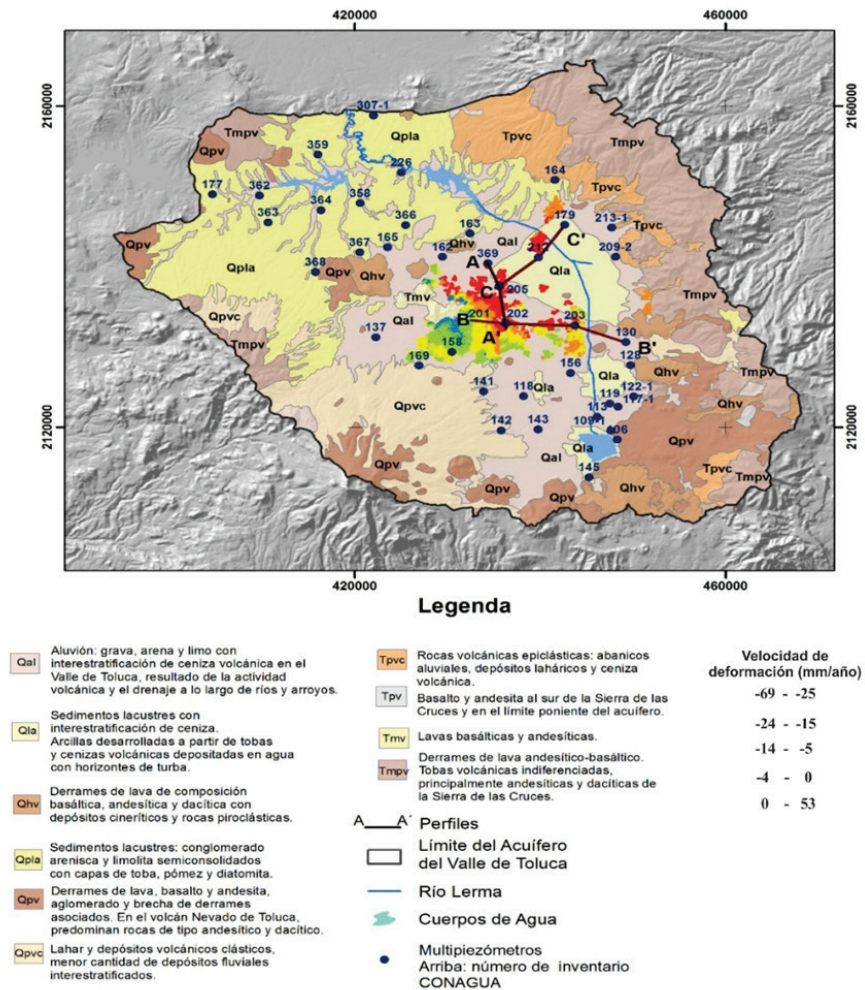 420000 460000
2160000 2160000
307-1
Qpla
Tpvc
Tmpv
Tmpv
Qpv
359
226
164
Tpvc
177
362
358
179
213-1
Tpvc
363
364
366
163
Qal
C'
Qpv
367
165
162
Qhv
369
A
212
209-2
Qpla
368
Qpv
Qhv
Qla
Tmv
C
205
Tmpv
Qpvc
Qal
B
201
202
203
137
A'
130
B'
Tmpv
158
128
169
156
Qla
Qhv
Tmpv
141
118
Qla
119
122-1
117-1
Qhv
Qpvc
113
2120000 2120000
142
143
109-1
106
Qpv
Qal
Qla
Qpv
145
Tpvc
Tmpv
Qpv
Qpv
Qhv
420000 460000
Legenda
Qal
Aluvión: grava, arena y limo con
interestratificación de ceniza volcánica en el
Valle de Toluca, resultado de la actividad
volcánica y el drenaje a lo largo de ríos y arroyos.
Qla
Sedimentos lacustres con
interestratificación de ceniza.
Arcillas desarrolladas a partir de tobas
y cenizas volcánicas depositadas en agua
con horizontes de turba.
Qhv
Derrames de lava de composición
basáltica, andesítica y dacítica con
depósitos cineríticos y rocas piroclásticas.
Qpla
Sedimentos lacustres: conglomerado
arenisca y limolita semiconsolidados
con capas de toba, pómez y diatomita.
Qpv
Derrames de lava, basalto y andesita,
aglomerado y brecha de derrames
asociados. En el volcán Nevado de Toluca,
predominan rocas de tipo andesítico y dacítico.
Qpvc
Lahar y depósitos volcánicos clásticos,
menor cantidad de depósitos fluviales
interestratificados.
Tpvc
Rocas volcánicas epiclásticas: abanicos
aluviales, depósitos laháricos y ceniza
volcánica.
Tpv
Basalto y andesita al sur de la Sierra de las
Cruces y en el límite poniente del acuífero.
Tmv
Lavas basálticas y andesíticas.
Tmpv
Derrames de lava andesítico-basáltico.
Tobas volcánicas indiferenciadas,
principalmente andesíticas y dacíticas de
la Sierra de las Cruces.
A A´ Perfiles
Límite del Acuífero
del Valle de Toluca
Río Lerma
Cuerpos de Agua
Multipiezómetros
Arriba: número de inventario
CONAGUA
Velocidad de
deformación (mm/año)
-69 - -25
-24 - -15
-14 - -5
-4 - 0
0 - 53